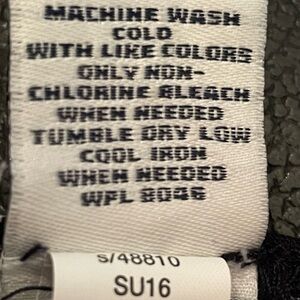 MACHINE WASH
COLD
WITH LIKE COLORS
ONLY NON-
CHLORINE BLEACH
WHEN NEEDED
TUMBLE DRY LOW
COOL IRON
WHEN NEEDED
WPL 8046
S/48810
SU16